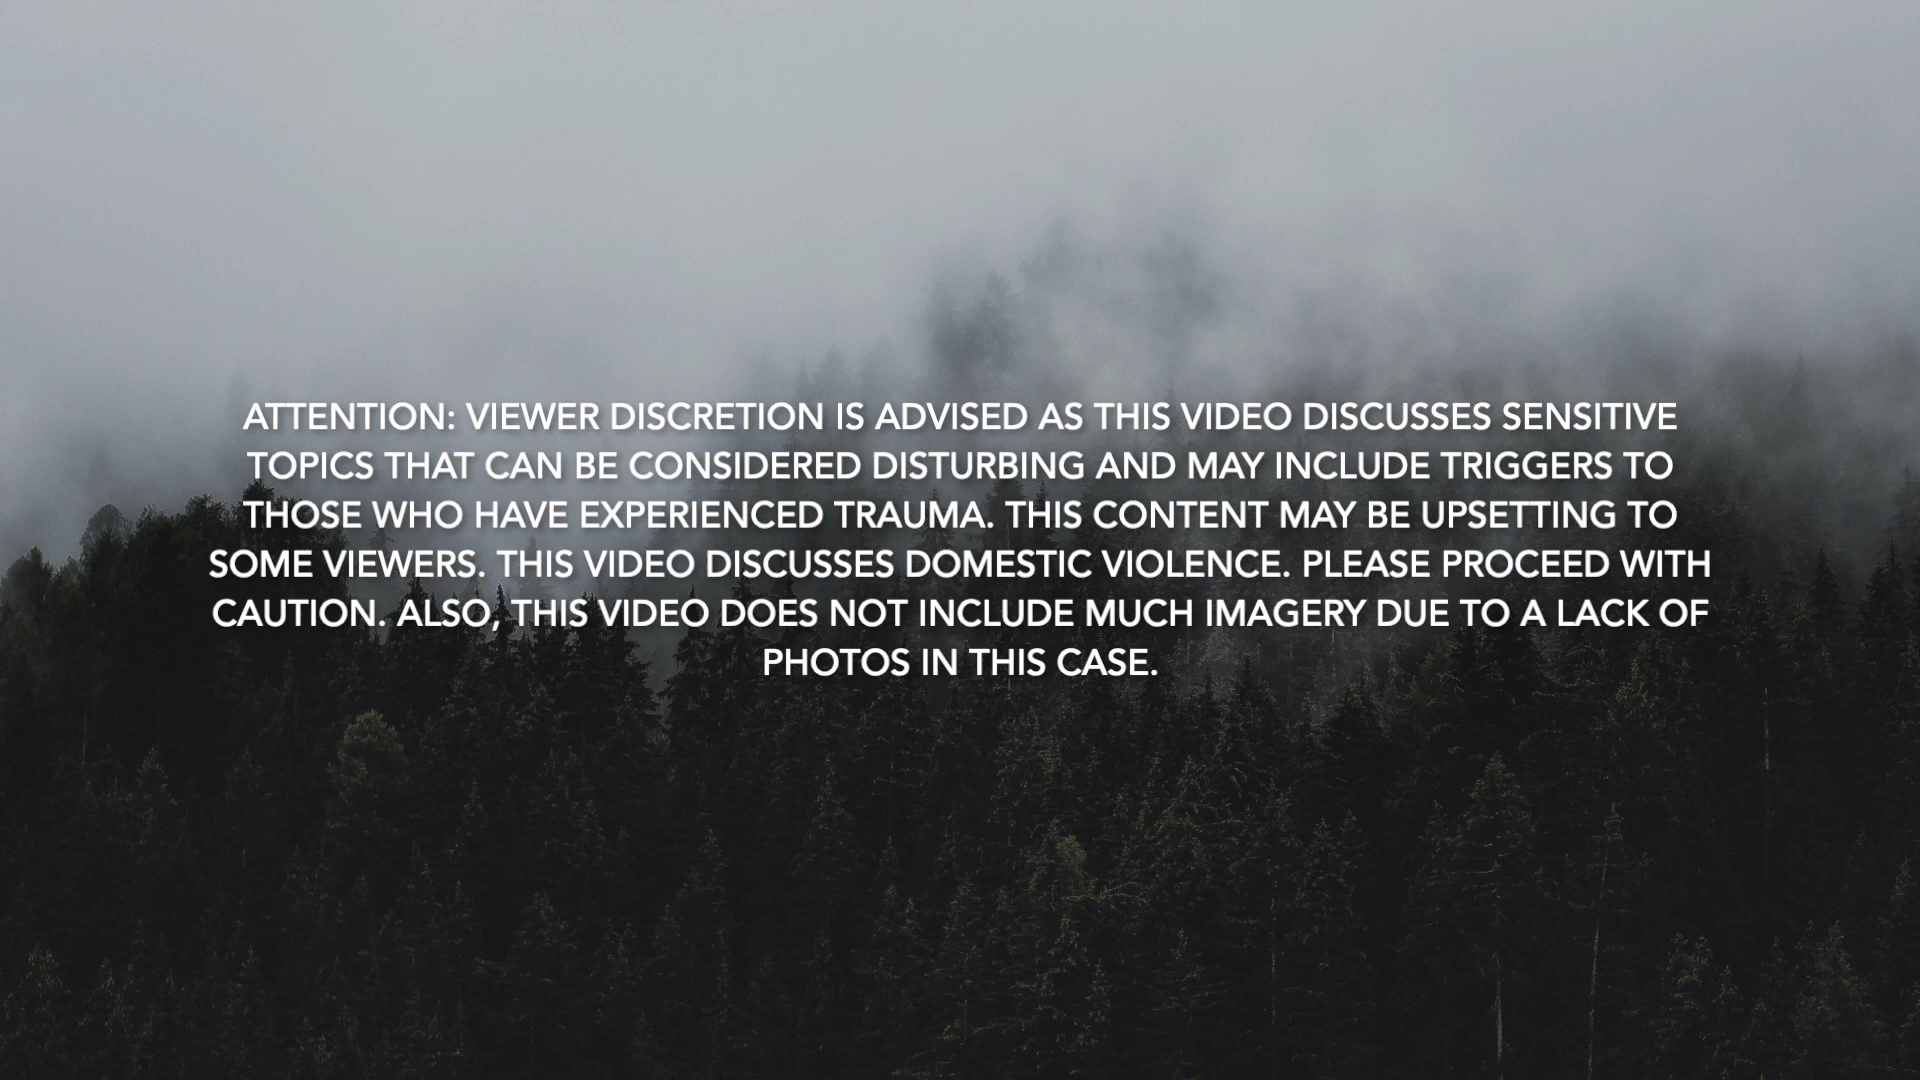 ATTENTION: VIEWER DISCRETION IS ADVISED AS THIS VIDEO DISCUSSES SENSITIVE
TOPICS THAT CAN BE CONSIDERED DISTURBING AND MAY INCLUDE TRIGGERS TO
THOSE WHO HAVE EXPERIENCED TRAUMA. THIS CONTENT MAY BE UPSETTING TO
SOME VIEWERS. THIS VIDEO DISCUSSES DOMESTIC VIOLENCE. PLEASE PROCEED WITH
CAUTION. ALSO, THIS VIDEO DOES NOT INCLUDE MUCH IMAGERY DUE TO A LACK OF
PHOTOS IN THIS CASE.